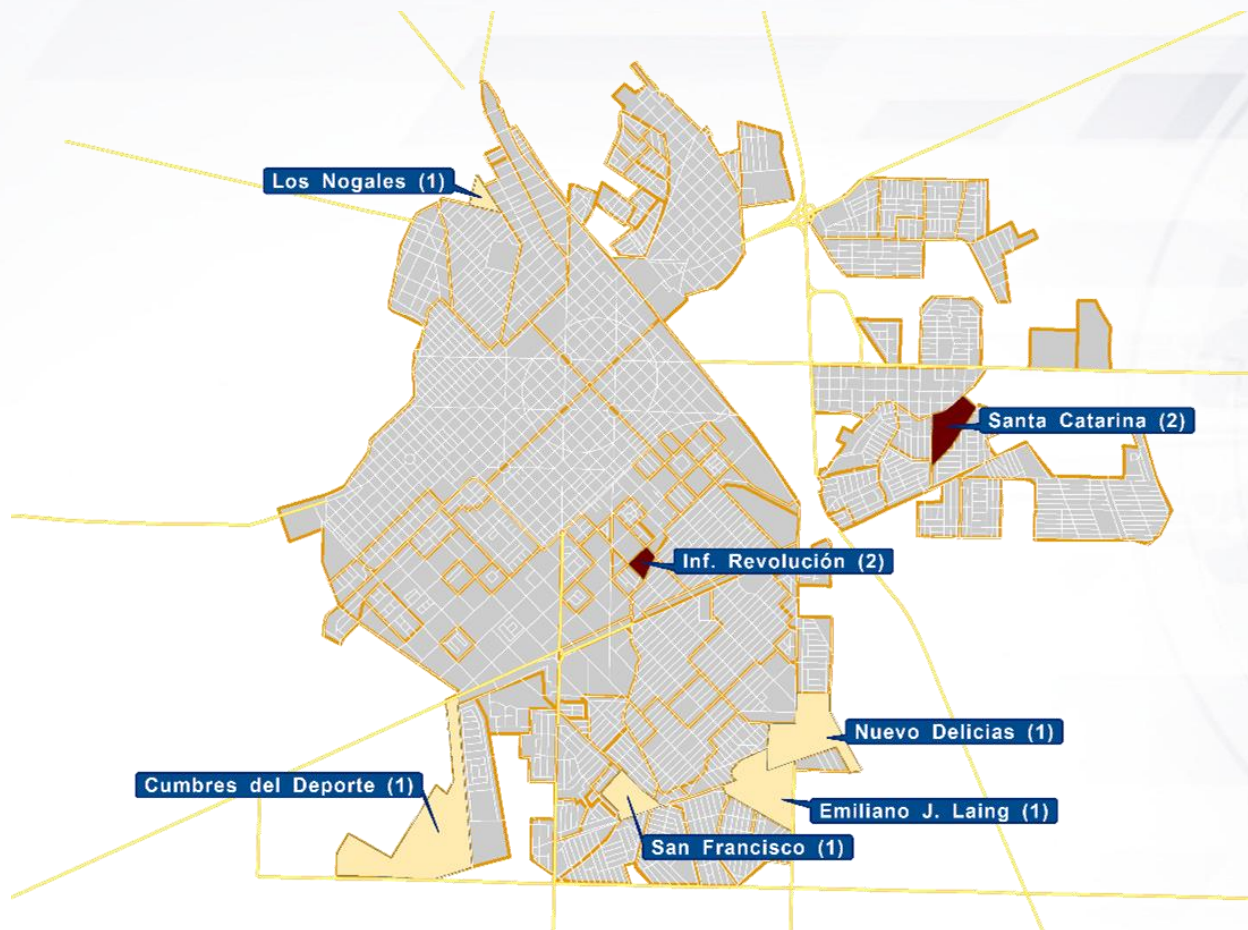 Los Nogales (1)
Santa Catarina (2)
Inf. Revolución (2)
Nuevo Delicias (1)
Cumbres del Deporte (1)
Emiliano J. Laing (1)
San Francisco (1)